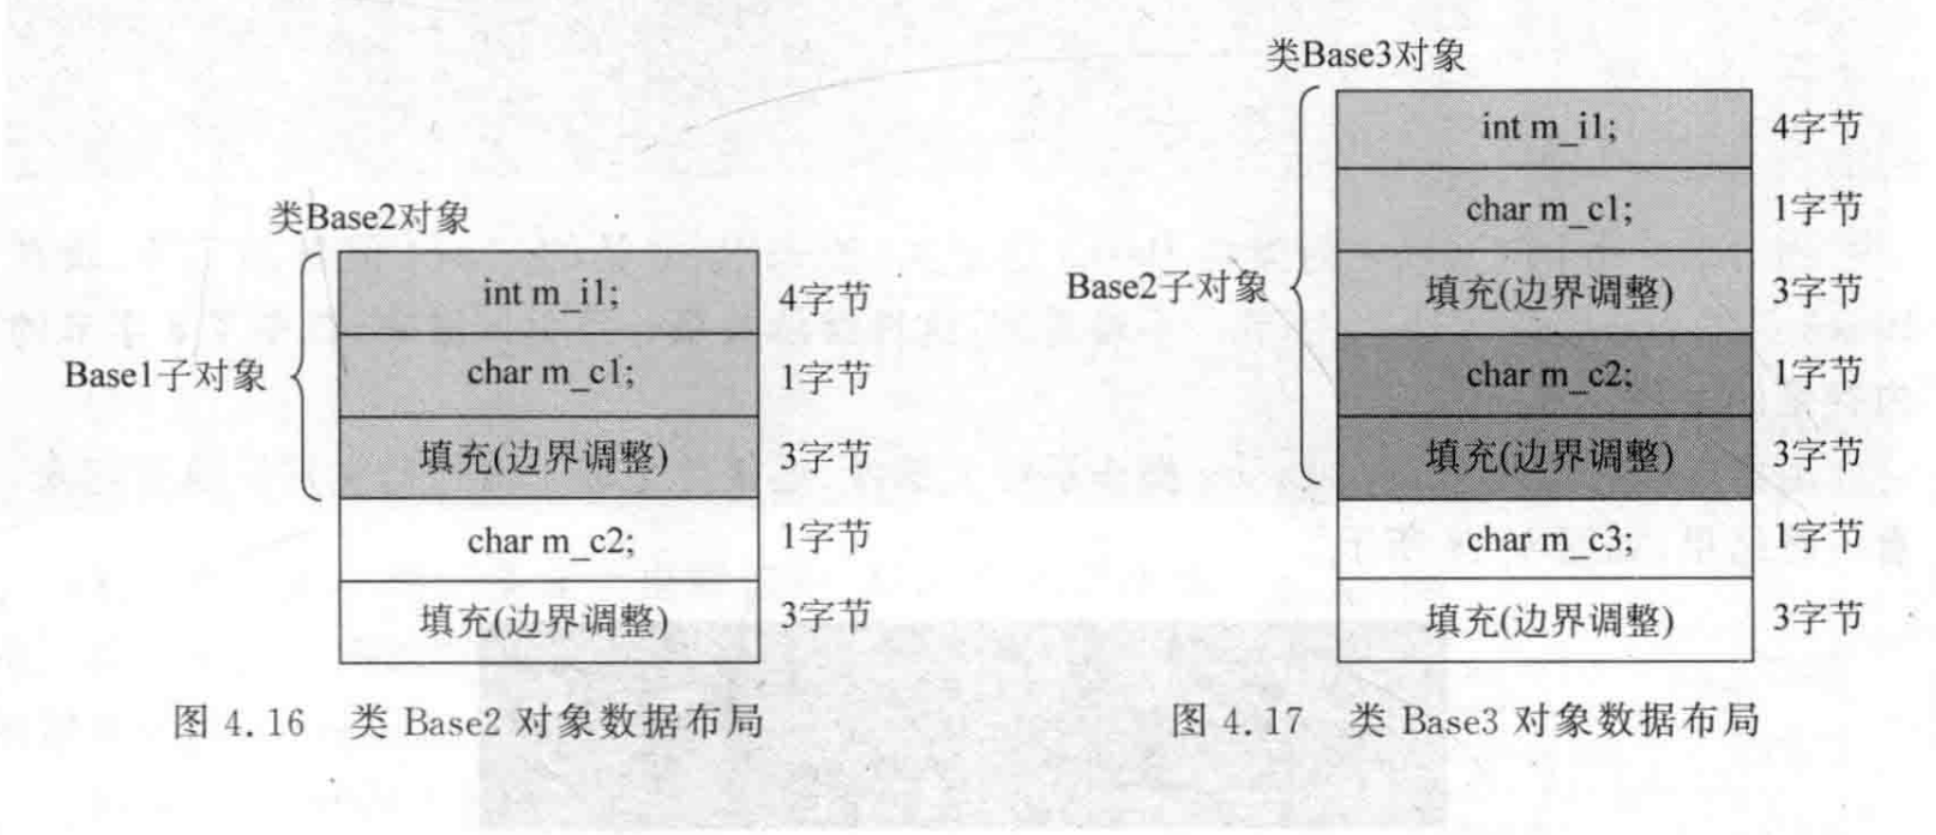 类Base2对象
Base1子对象
int m_i1;
4字节
char m_c1;
1字节
填充(边界调整)
3字节
char m_c2;
1字节
填充(边界调整)
3字节
图 4.16 类 Base2 对象数据布局
类Base3对象
Base2子对象
int m_i1;
4字节
char m_c1;
1字节
填充(边界调整)
3字节
char m_c2;
1字节
填充(边界调整)
3字节
char m_c3;
1字节
填充(边界调整)
3字节
图 4.17 类 Base3 对象数据布局